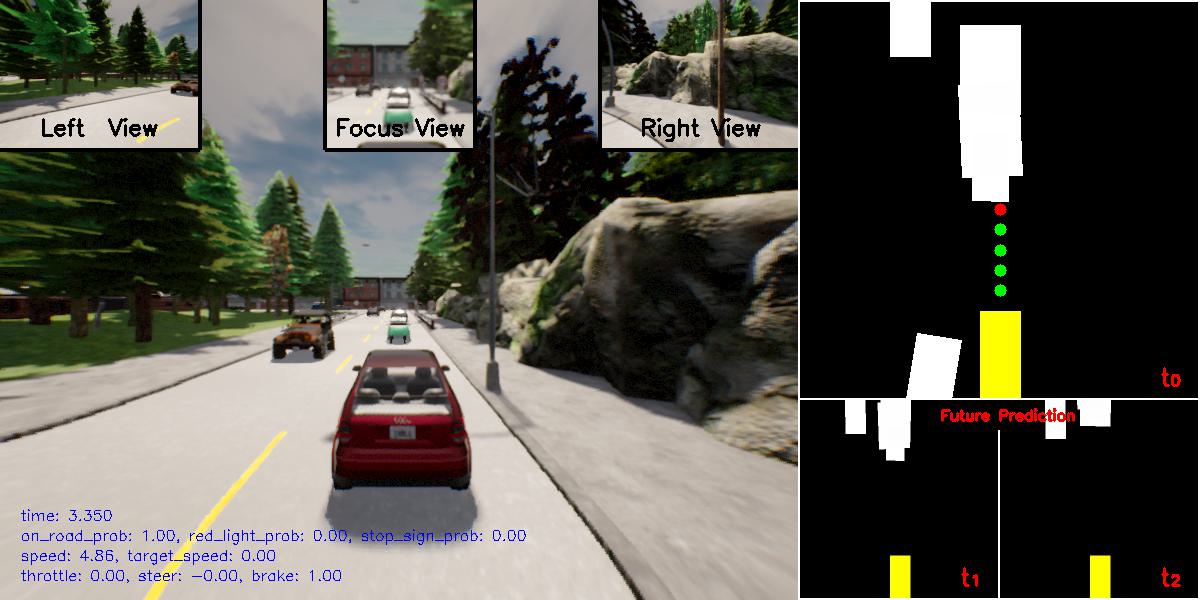 Left View
Focus View
Right View
time: 3.350
on_road_prob: 1.00, red_light_prob: 0.00, stop_sign_prob: 0.00
speed: 4.86, target_speed: 0.00
throttle: 0.00, steer: −0.00, brake: 1.00
t0
Future Prediction
t1
t2